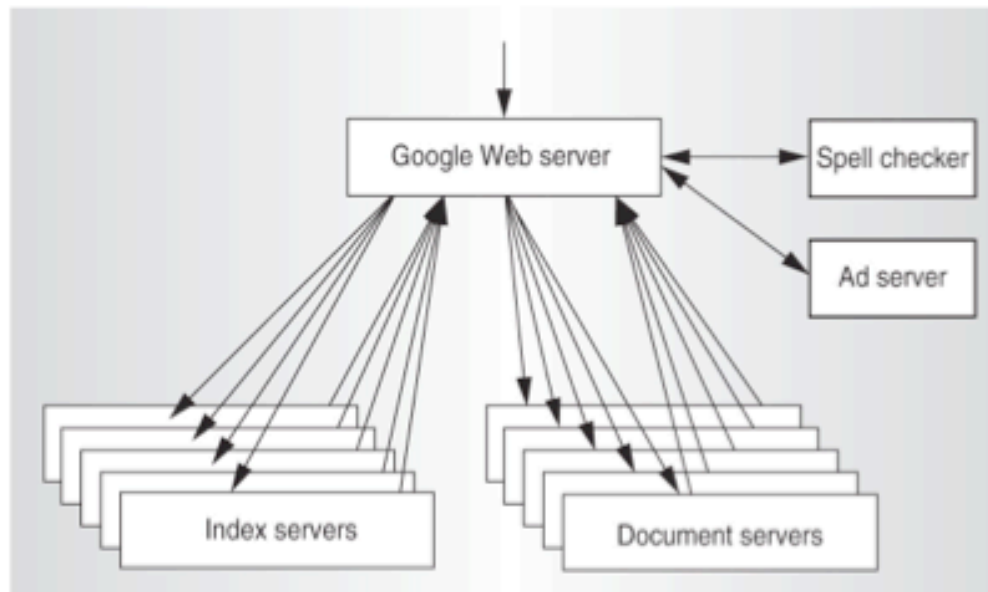 Google Web server
Spell checker
Ad server
Index servers
Document servers